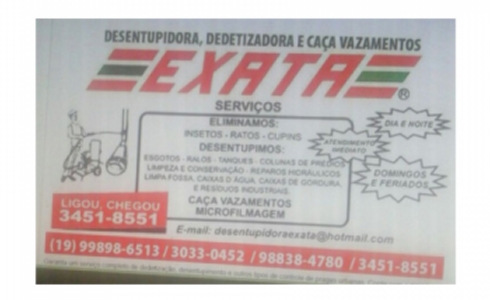 DESENTUPIDORA, DEDETIZADORA E CAÇA VAZAMENTOS
EXATA®
SERVIÇOS
ELIMINAMOS:
INSETOS - RATOS - CUPINS
DESENTUPIMOS:
ESGOTOS - RALOS - TANQUES - COLUNAS DE PRÉDIOS
LIMPEZA E CONSERVAÇÃO - REPAROS HIDRÁULICOS
LIMPA FOSSA, CAIXAS D'ÁGUA, CAIXAS DE GORDURA,
E RESÍDUOS INDUSTRIAIS.
CAÇA VAZAMENTOS
MICROFILMAGEM
DIA E NOITE
ATENDIMENTO
IMEDIATO
DOMINGOS
E FERIADOS
LIGOU, CHEGOU
3451-8551
E-mail: desentupidoraexata@hotmail.com
(19) 99898-6513 / 3033-0452 / 98838-4780 / 3451-8551